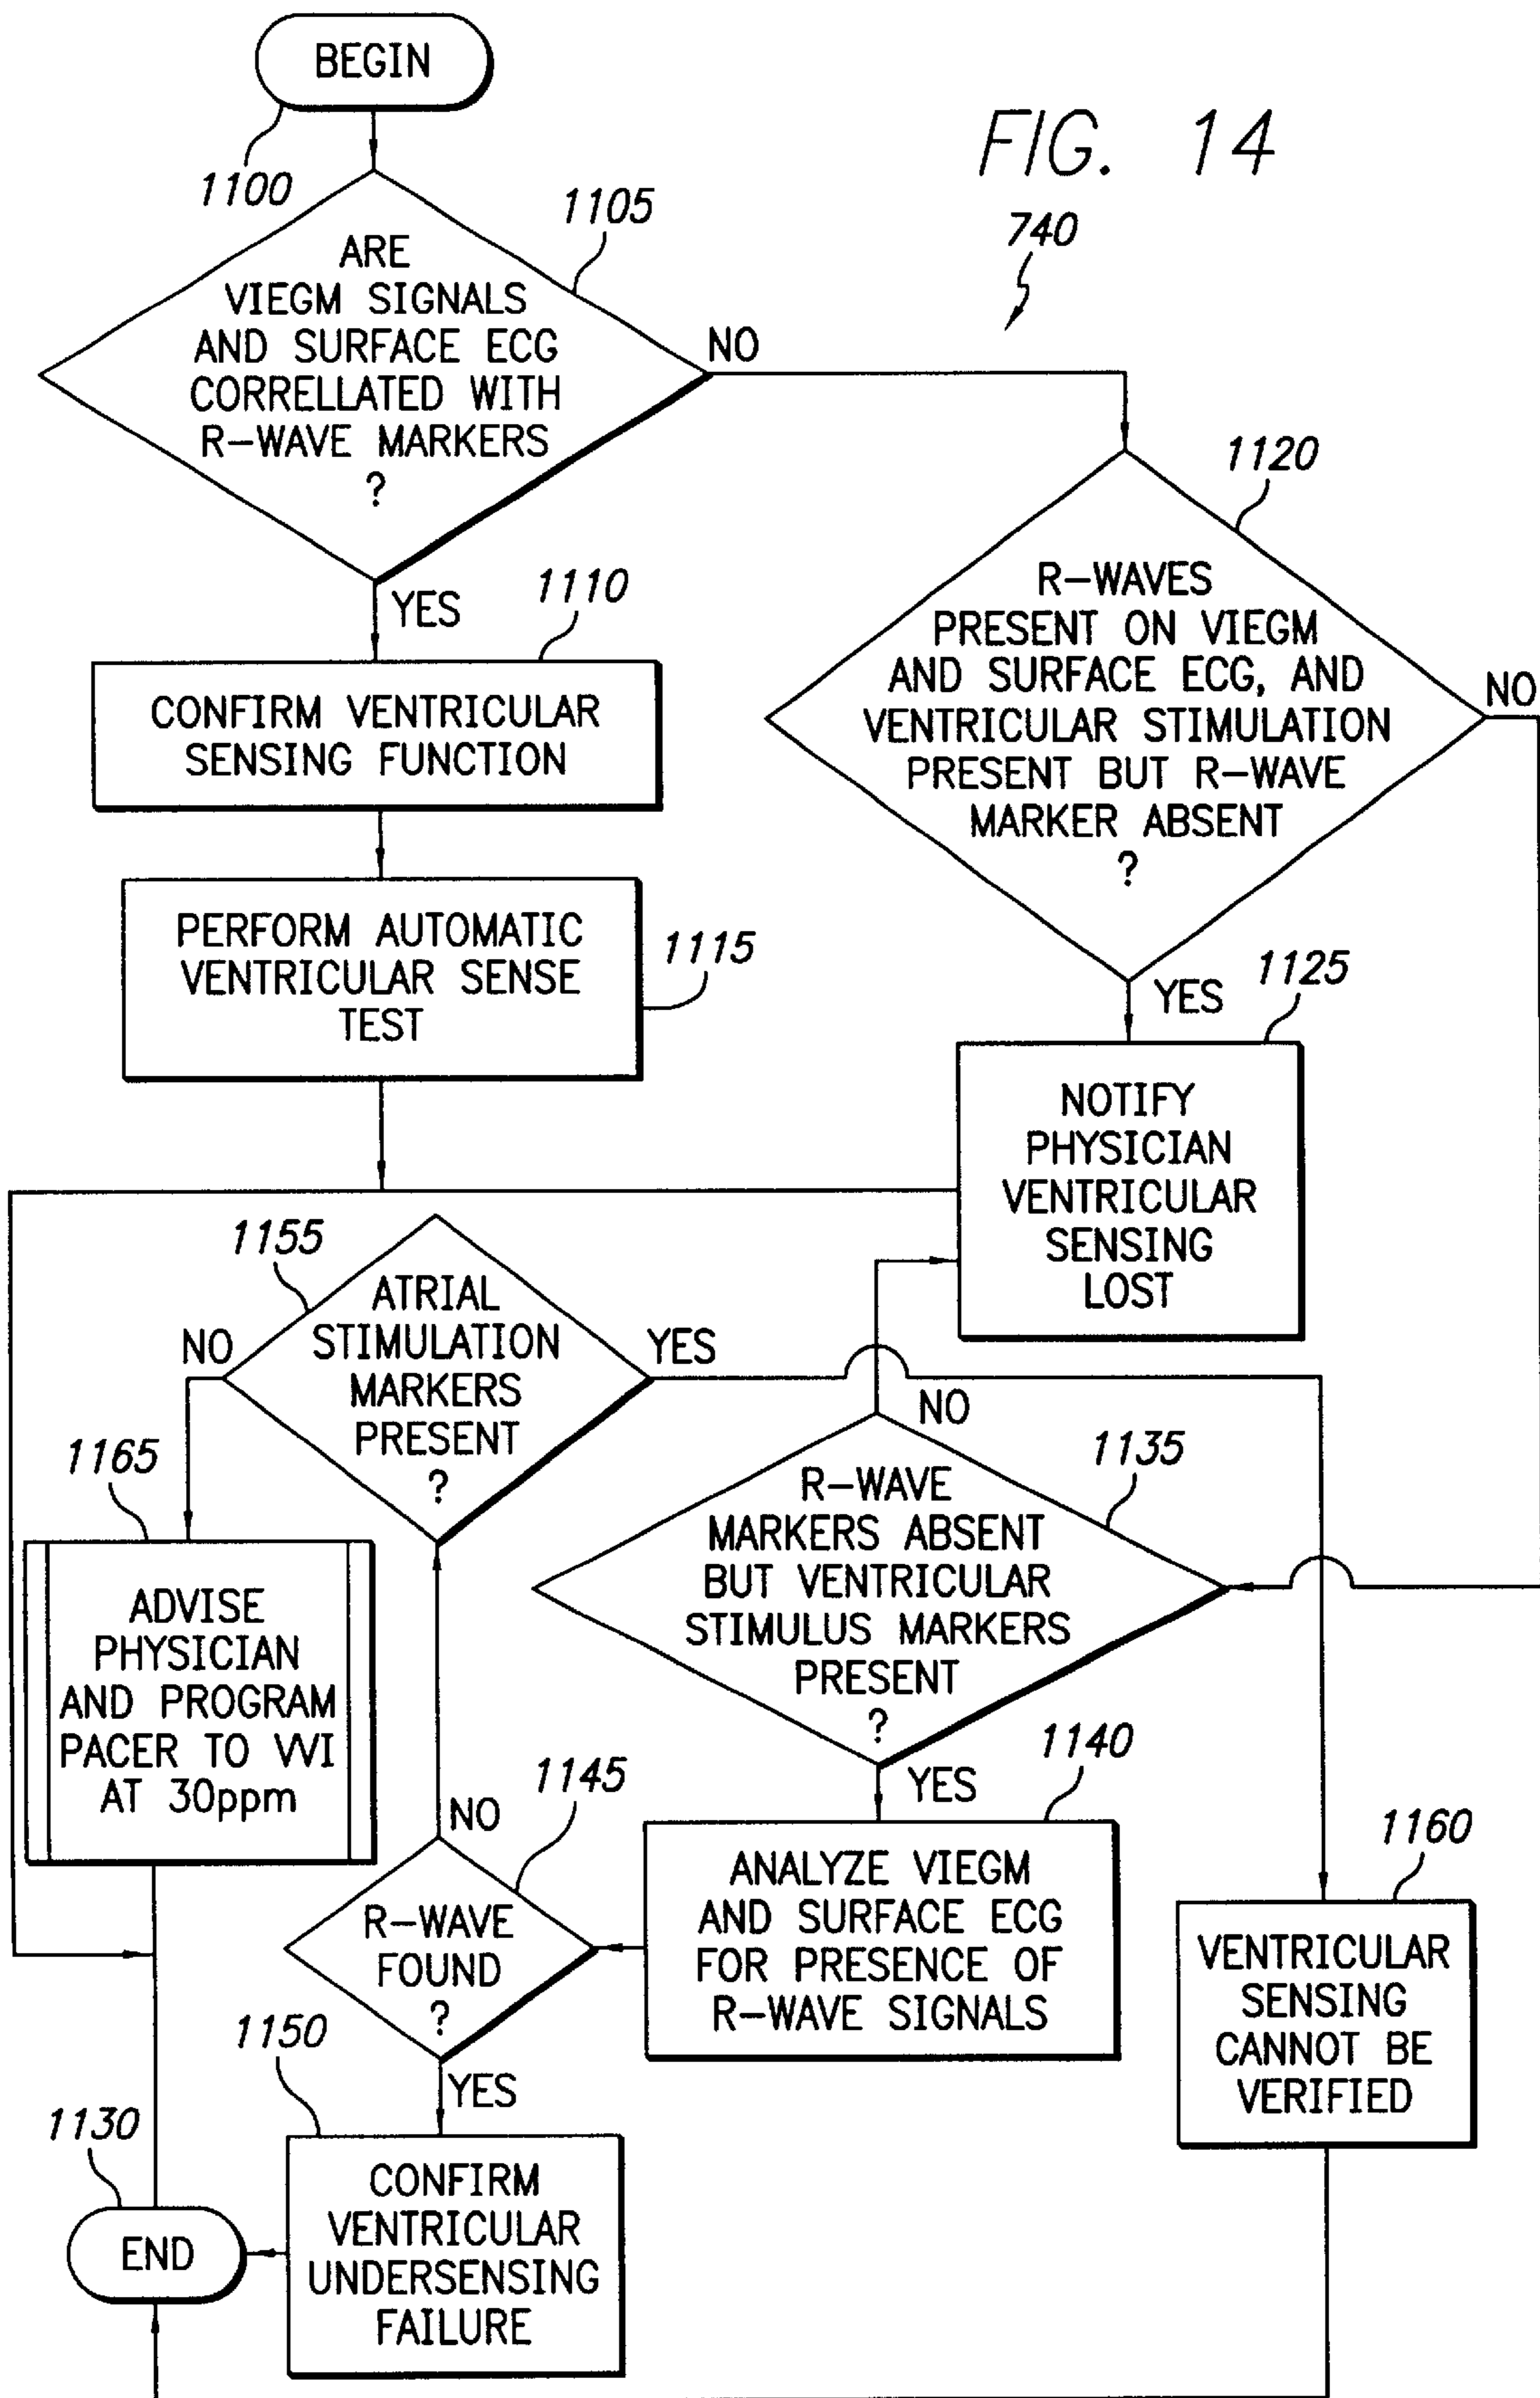 BEGIN
1100
FIG. 14
740
1105
ARE
VIEGM SIGNALS
AND SURFACE ECG
CORRELLATED WITH
R-WAVE MARKERS
?
NO
YES
1110
CONFIRM VENTRICULAR
SENSING FUNCTION
PERFORM AUTOMATIC
VENTRICULAR SENSE
TEST
1115
1120
R-WAVES
PRESENT ON VIEGM
AND SURFACE ECG, AND
VENTRICULAR STIMULATION
PRESENT BUT R-WAVE
MARKER ABSENT
?
NO
YES
1125
NOTIFY
PHYSICIAN
VENTRICULAR
SENSING
LOST
1155
ATRIAL
STIMULATION
MARKERS
PRESENT
?
NO
YES
1165
ADVISE
PHYSICIAN
AND PROGRAM
PACER TO VVI
AT 30ppm
NO
1135
R-WAVE
MARKERS ABSENT
BUT VENTRICULAR
STIMULUS MARKERS
PRESENT
?
YES
1140
ANALYZE VIEGM
AND SURFACE ECG
FOR PRESENCE OF
R-WAVE SIGNALS
NO
1145
R-WAVE
FOUND
?
YES
1150
CONFIRM
VENTRICULAR
UNDERSENSING
FAILURE
1160
VENTRICULAR
SENSING
CANNOT BE
VERIFIED
1130
END